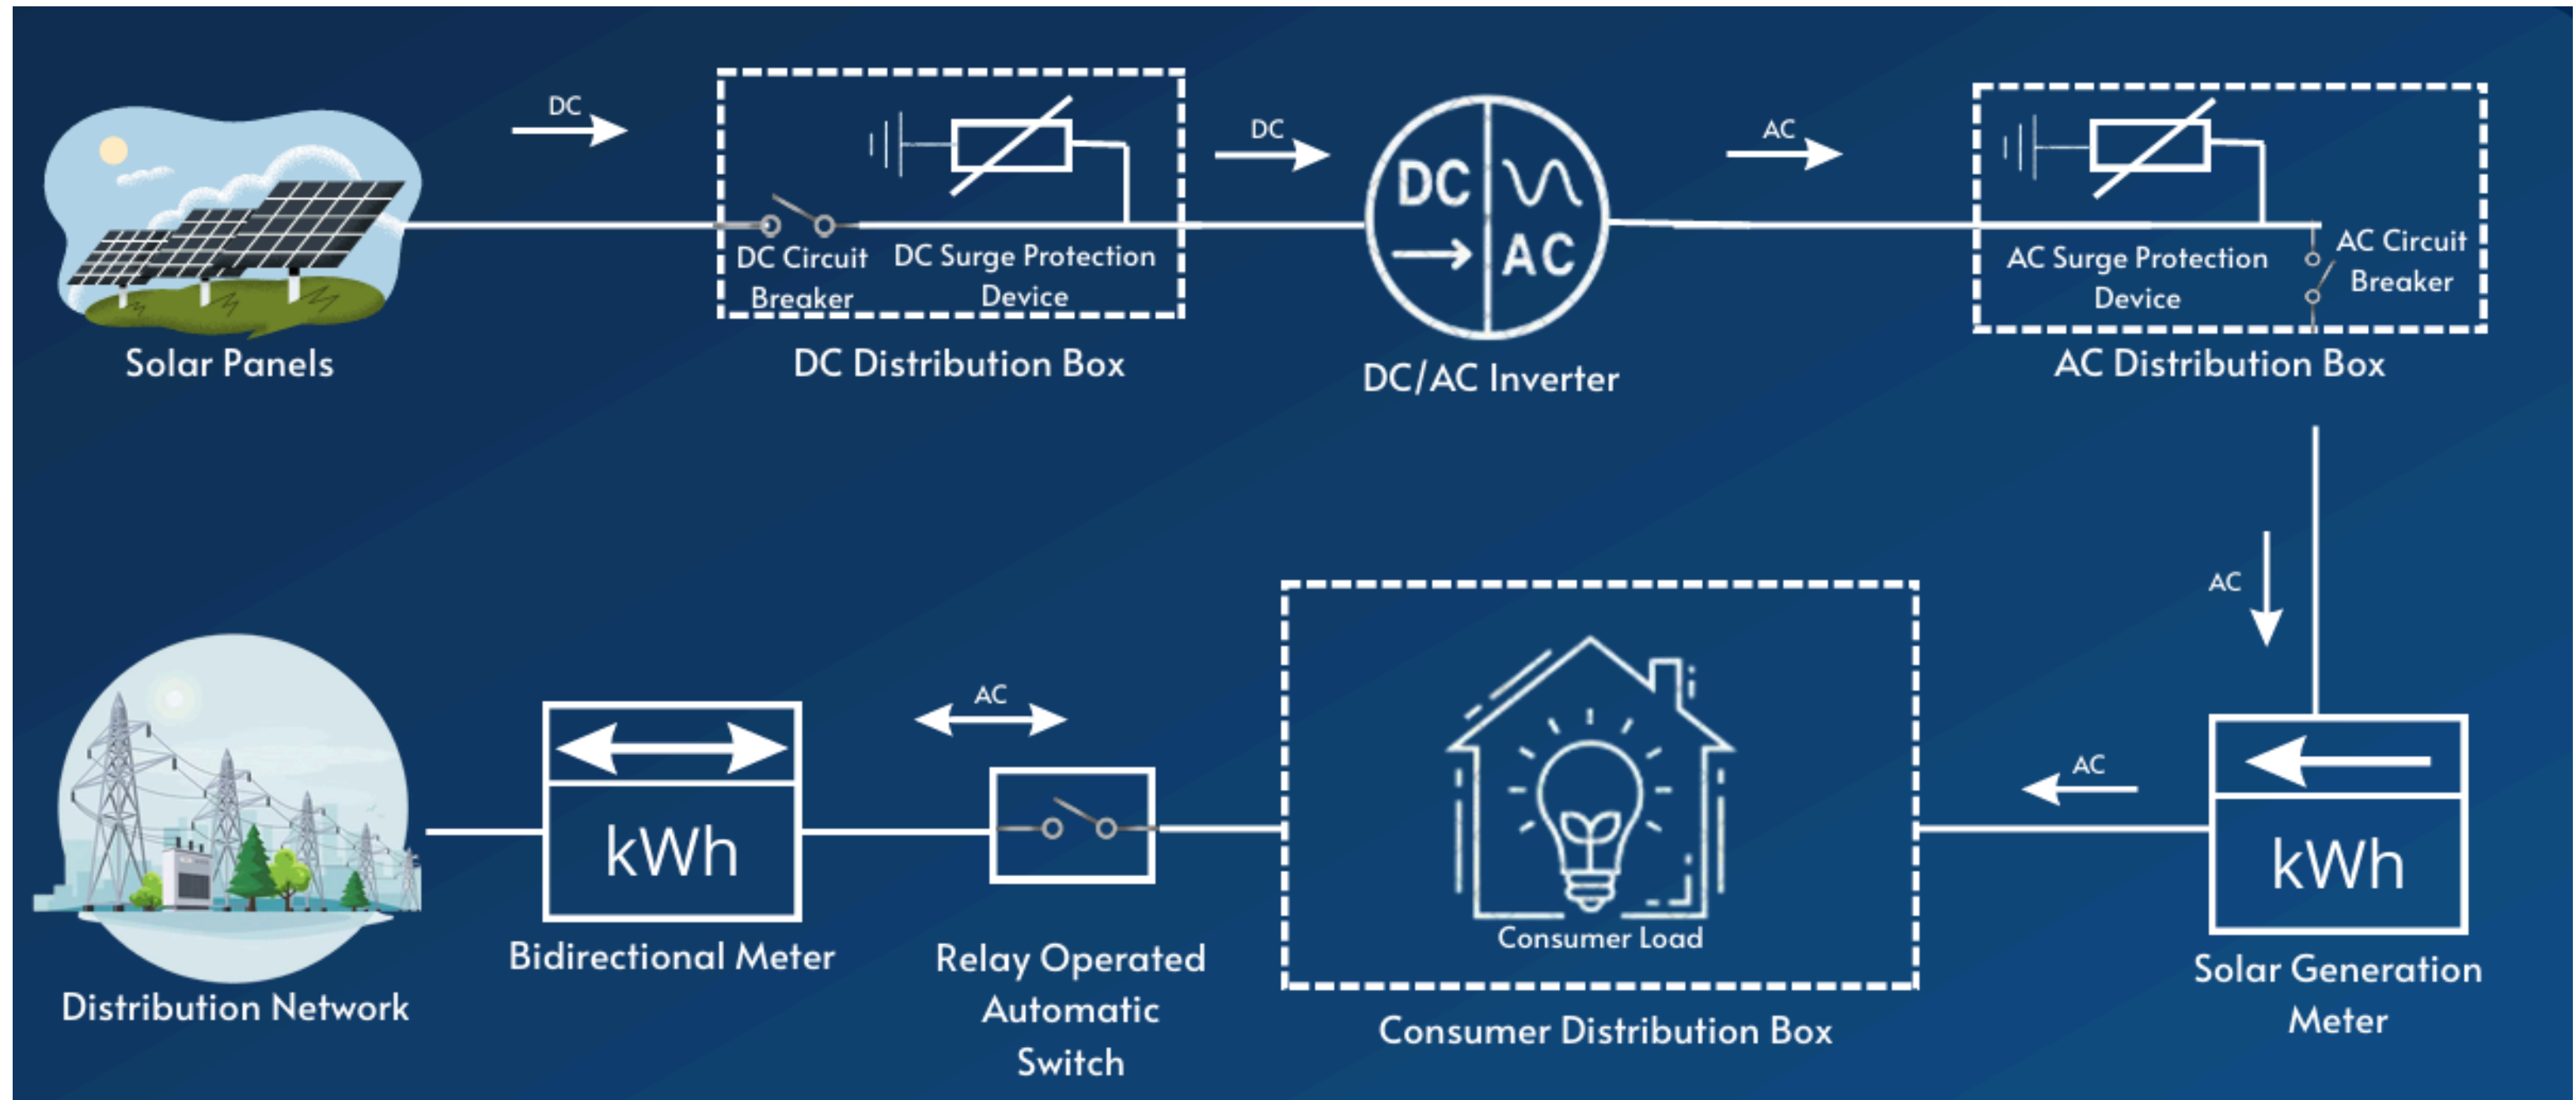 DC
DC Circuit
Breaker
DC Surge Protection
Device
DC
DC
AC
AC
AC Surge Protection
Device
AC Circuit
Breaker
Solar Panels
DC Distribution Box
DC/AC Inverter
AC Distribution Box
AC
AC
kWh
Bidirectional Meter
AC
Relay Operated
Automatic
Switch
Consumer Load
Consumer Distribution Box
kWh
Solar Generation
Meter
Distribution Network